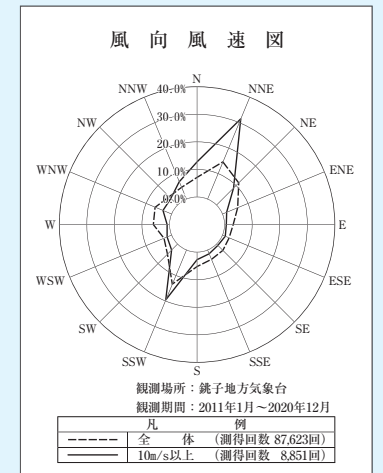 風向風速図
N
NNW
NNE
40.0%
NW
30.0%
NE
20.0%
WNW
10.0%
ENE
0.0%
W
E
WSW
ESE
SW
SE
SSW
SSE
S
観測場所：銚子地方気象台
観測期間：2011年1月～2020年12月
凡 例
全 体 （測得回数 87,623回）
10m/s以上 （測得回数 8,851回）